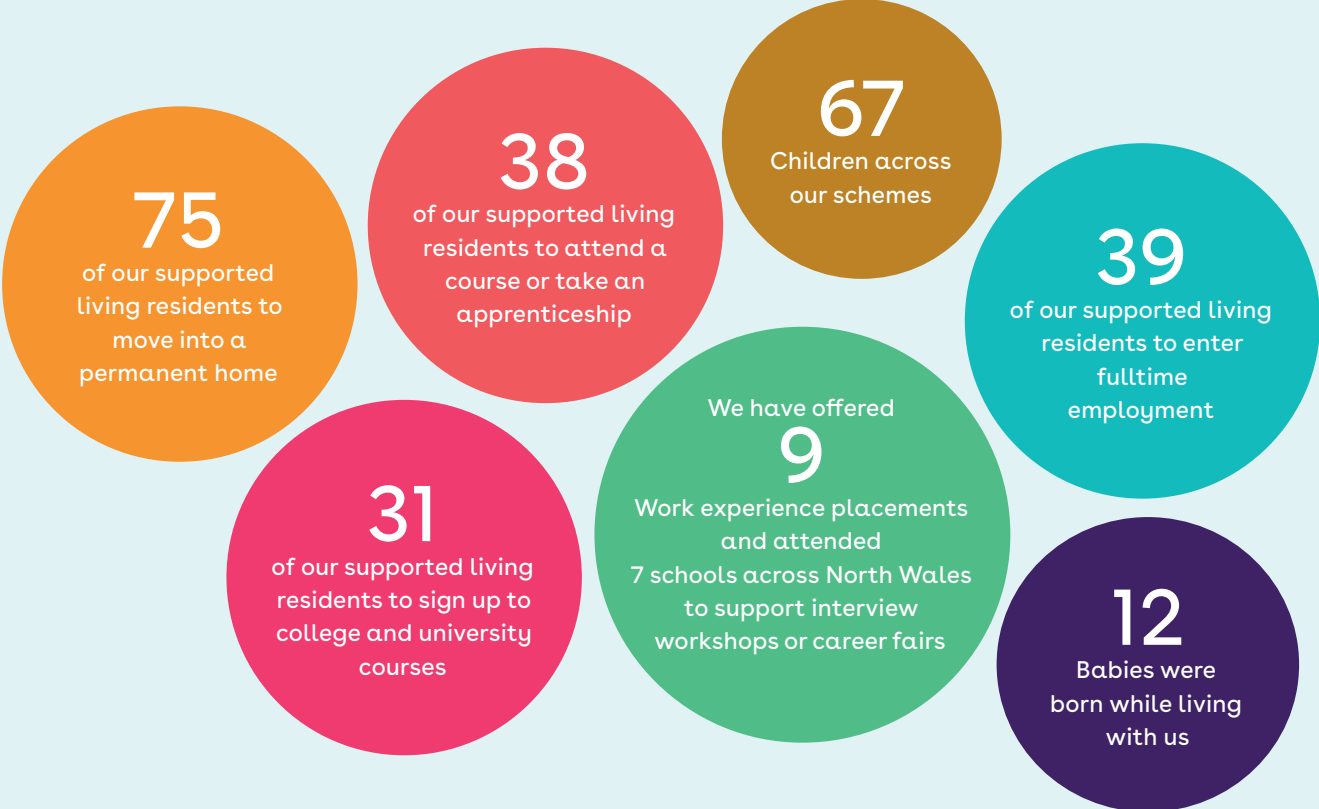 75
of our supported
living residents to
move into a
permanent home
38
of our supported living
residents to attend a
course or take an
apprenticeship
67
Children across
our schemes
39
of our supported living
residents to enter
fulltime
employment
31
of our supported living
residents to sign up to
college and university
courses
We have offered
9
Work experience placements
and attended
7 schools across North Wales
to support interview
workshops or career fairs
12
Babies were
born while living
with us